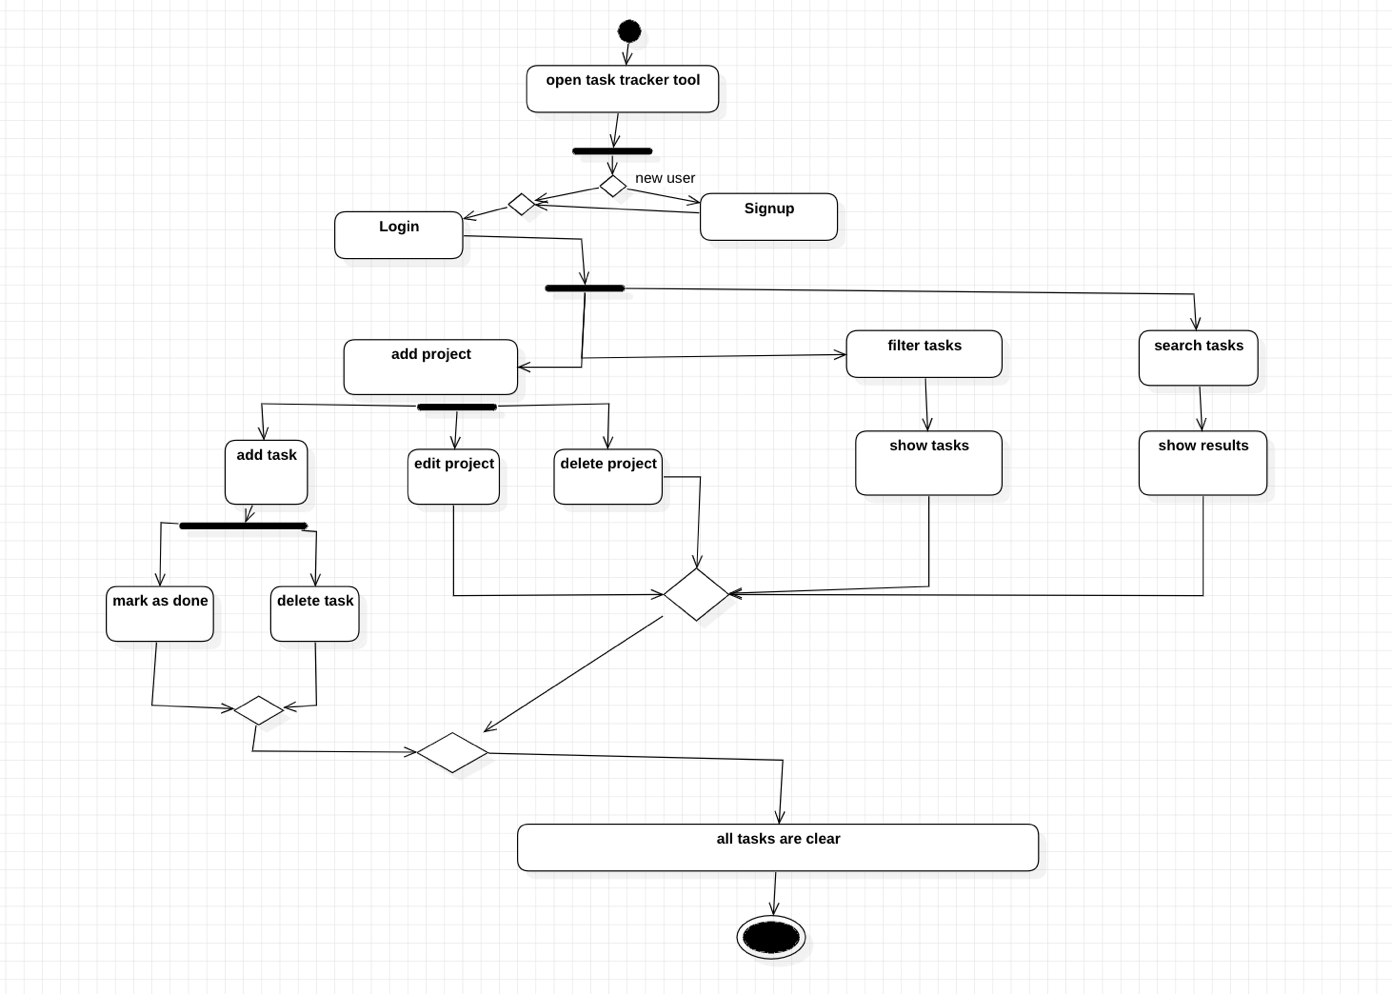 open task tracker tool
new user
Signup
Login
add project
filter tasks
search tasks
add task
edit project
delete project
show tasks
show results
mark as done
delete task
all tasks are clear